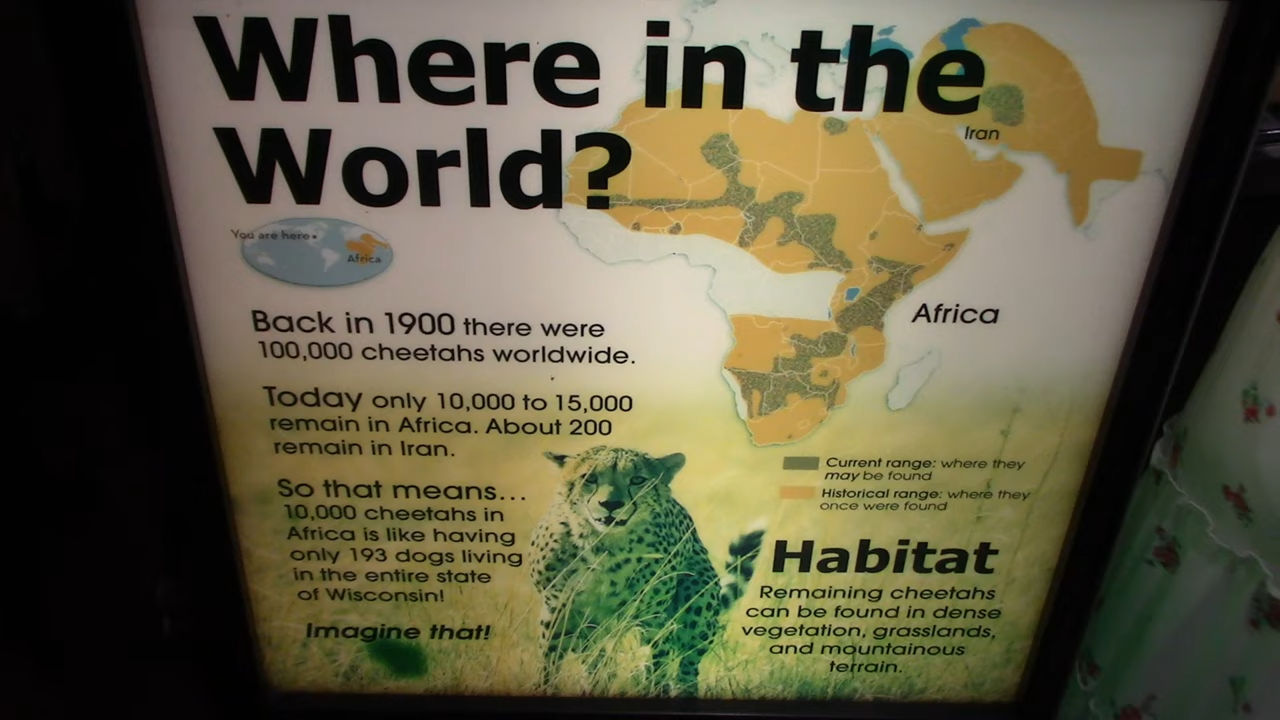 Where in the
World?
You are here
Africa
Iran
Africa
Back in 1900 there were
100,000 cheetahs worldwide.
Today only 10,000 to 15,000
remain in Africa. About 200
remain in Iran.
So that means...
10,000 cheetahs in
Africa is like having
only 193 dogs living
in the entire state
of Wisconsin!
Imagine that!
Current range: where they
may be found
Historical range: where they
once were found
Habitat
Remaining cheetahs
can be found in dense
vegetation, grasslands,
and mountainous
terrain.